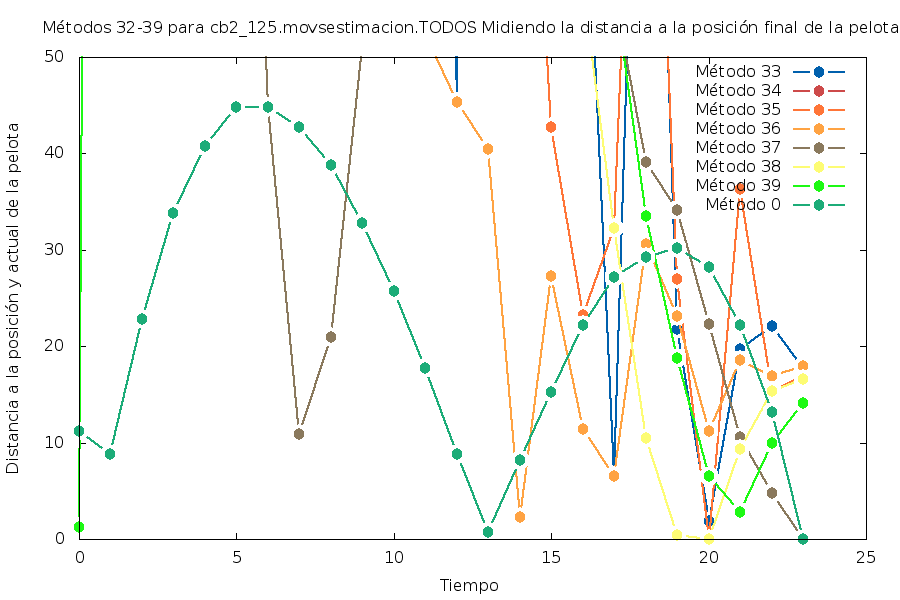 Métodos 32-39 para cb2_125.movsestimacion.TODOS Midiendo la distancia a la posición final de la pelota
Distancia a la posición y actual de la pelota
50
40
30
20
10
0
0
5
10
15
20
25
Tiempo
Método 33
Método 34
Método 35
Método 36
Método 37
Método 38
Método 39
Método 0